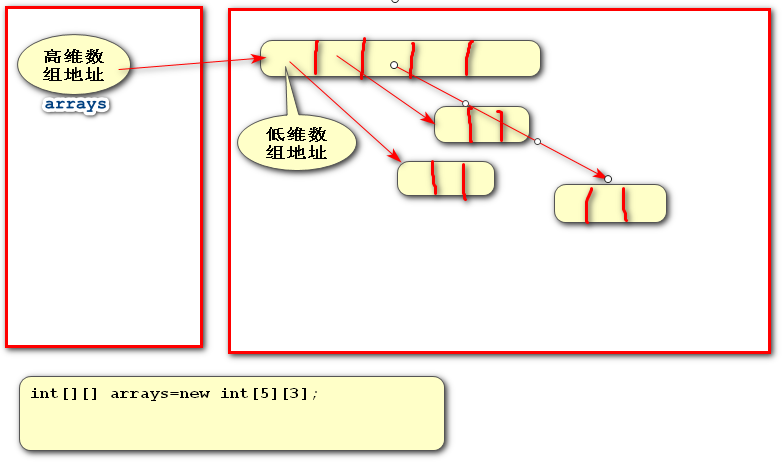 高维数
组地址
arrays
低维数
组地址
int[][] arrays=new int[5][3];